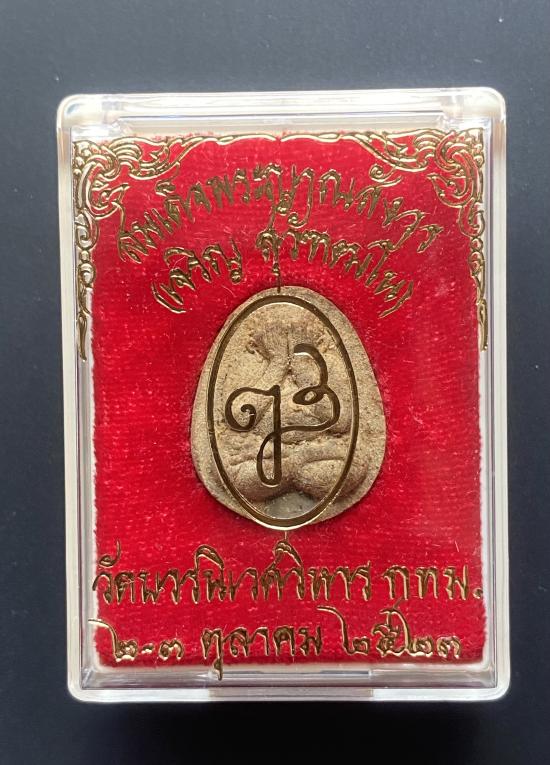 สมเด็จพระญาณสังวร
(เจริญ สุวัฑฒโน)
วัดบวรนิเวศวิหาร กทม.
๒-๓ ตุลาคม ๒๕๒๓